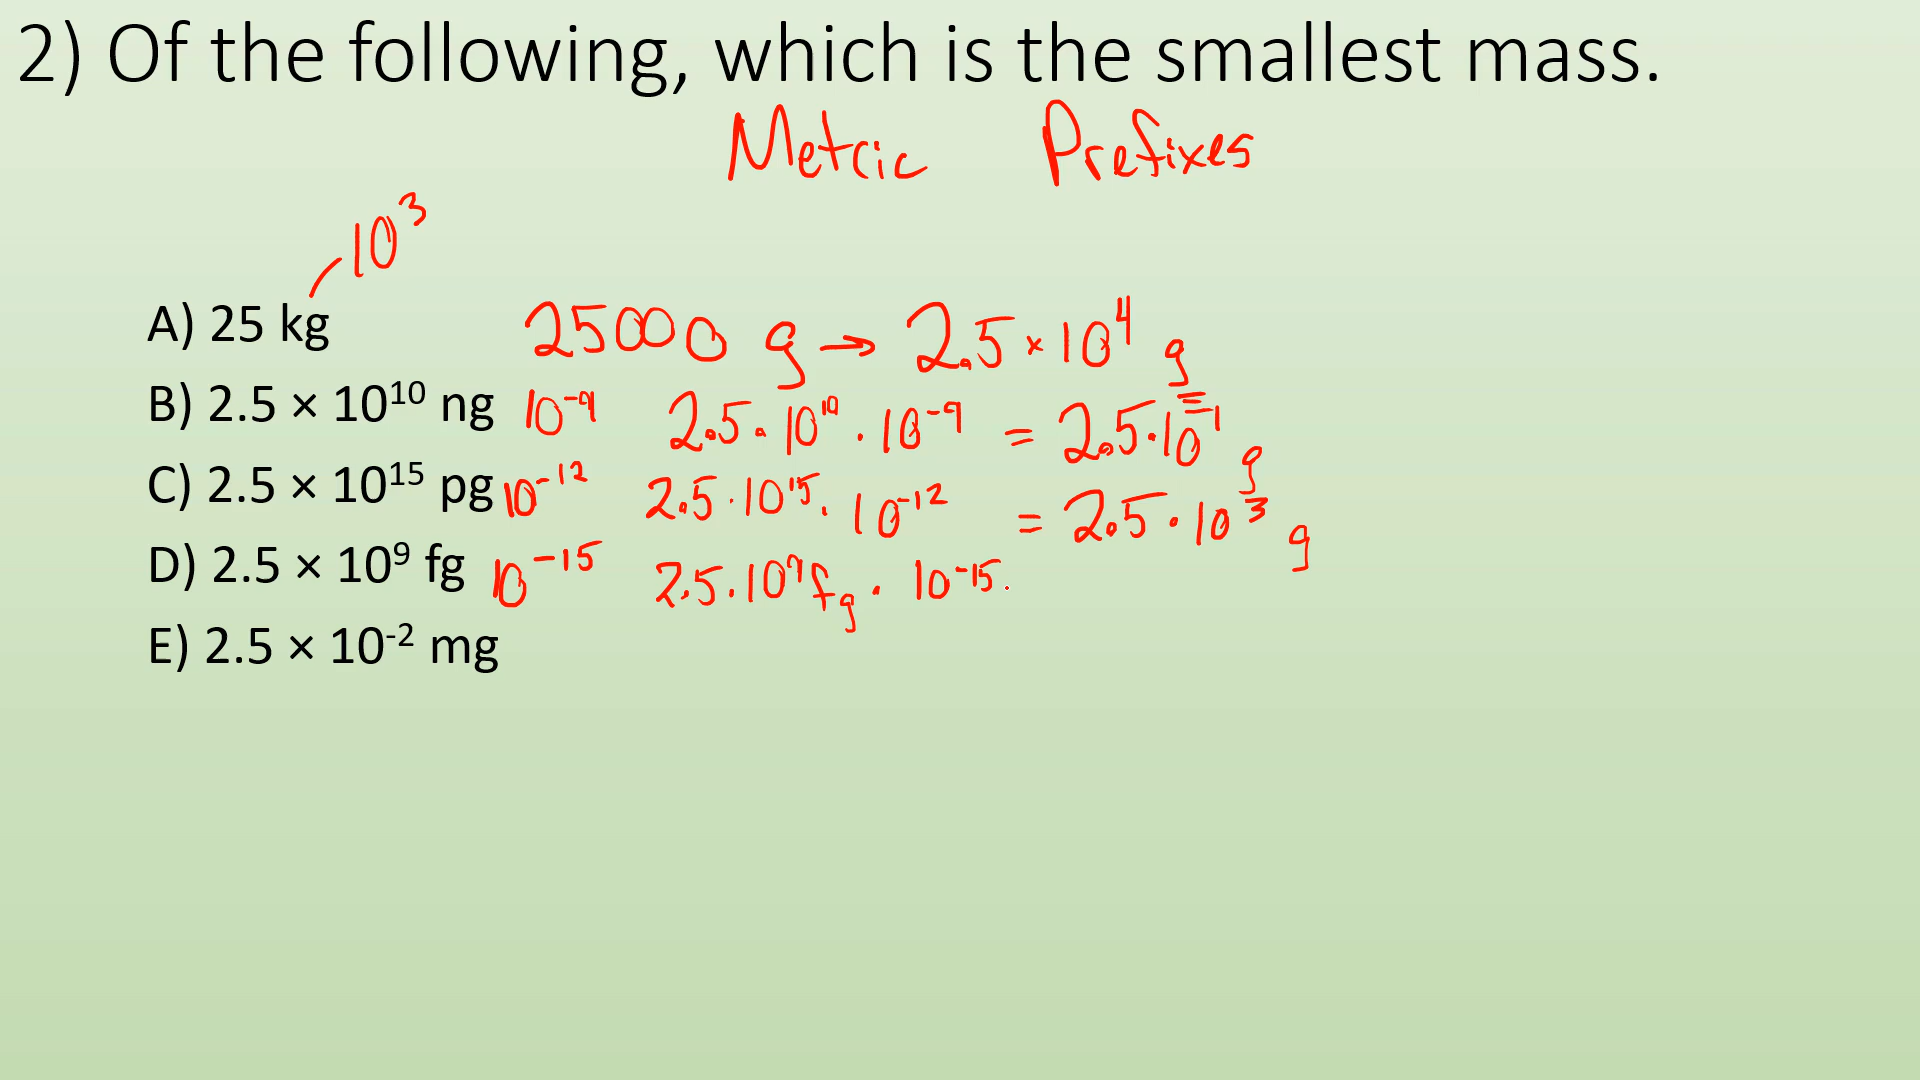 2) Of the following, which is the smallest mass.
Metric Prefixes
10³
A) 25 kg 25000 g → 2.5 × 10⁴ g
B) 2.5 × 10¹⁰ ng 10⁻⁹ 2.5 · 10¹⁰ · 10⁻⁹ = 2.5 · 10⁻¹ g
C) 2.5 × 10¹⁵ pg 10⁻¹² 2.5 · 10¹⁵ · 10⁻¹² = 2.5 · 10³ g
D) 2.5 × 10⁹ fg 10⁻¹⁵ 2.5 · 10⁹ fg · 10⁻¹⁵
E) 2.5 × 10⁻² mg